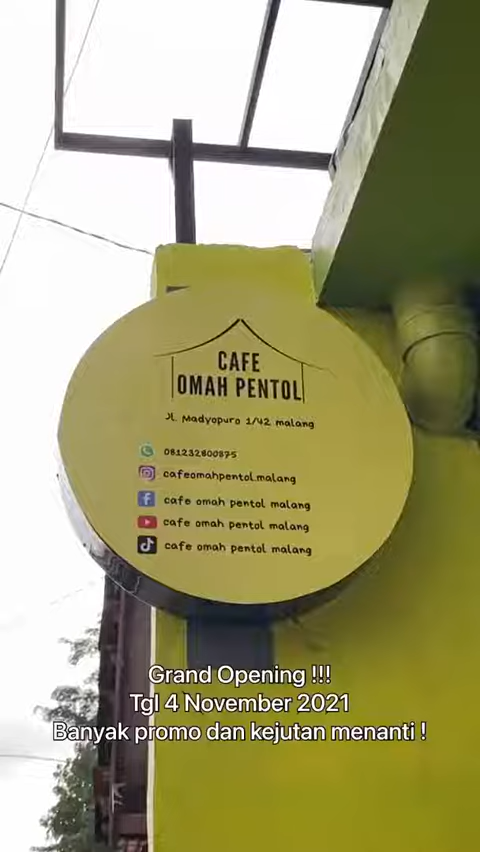 CAFE
OMAH PENTOL
Jl. Madyopuro 1/42 malang
081232800875
cafeomahpentol.malang
cafe omah pentol malang
cafe omah pentol malang
cafe omah pentol malang
Grand Opening !!!
Tgl 4 November 2021
Banyak promo dan kejutan menanti !